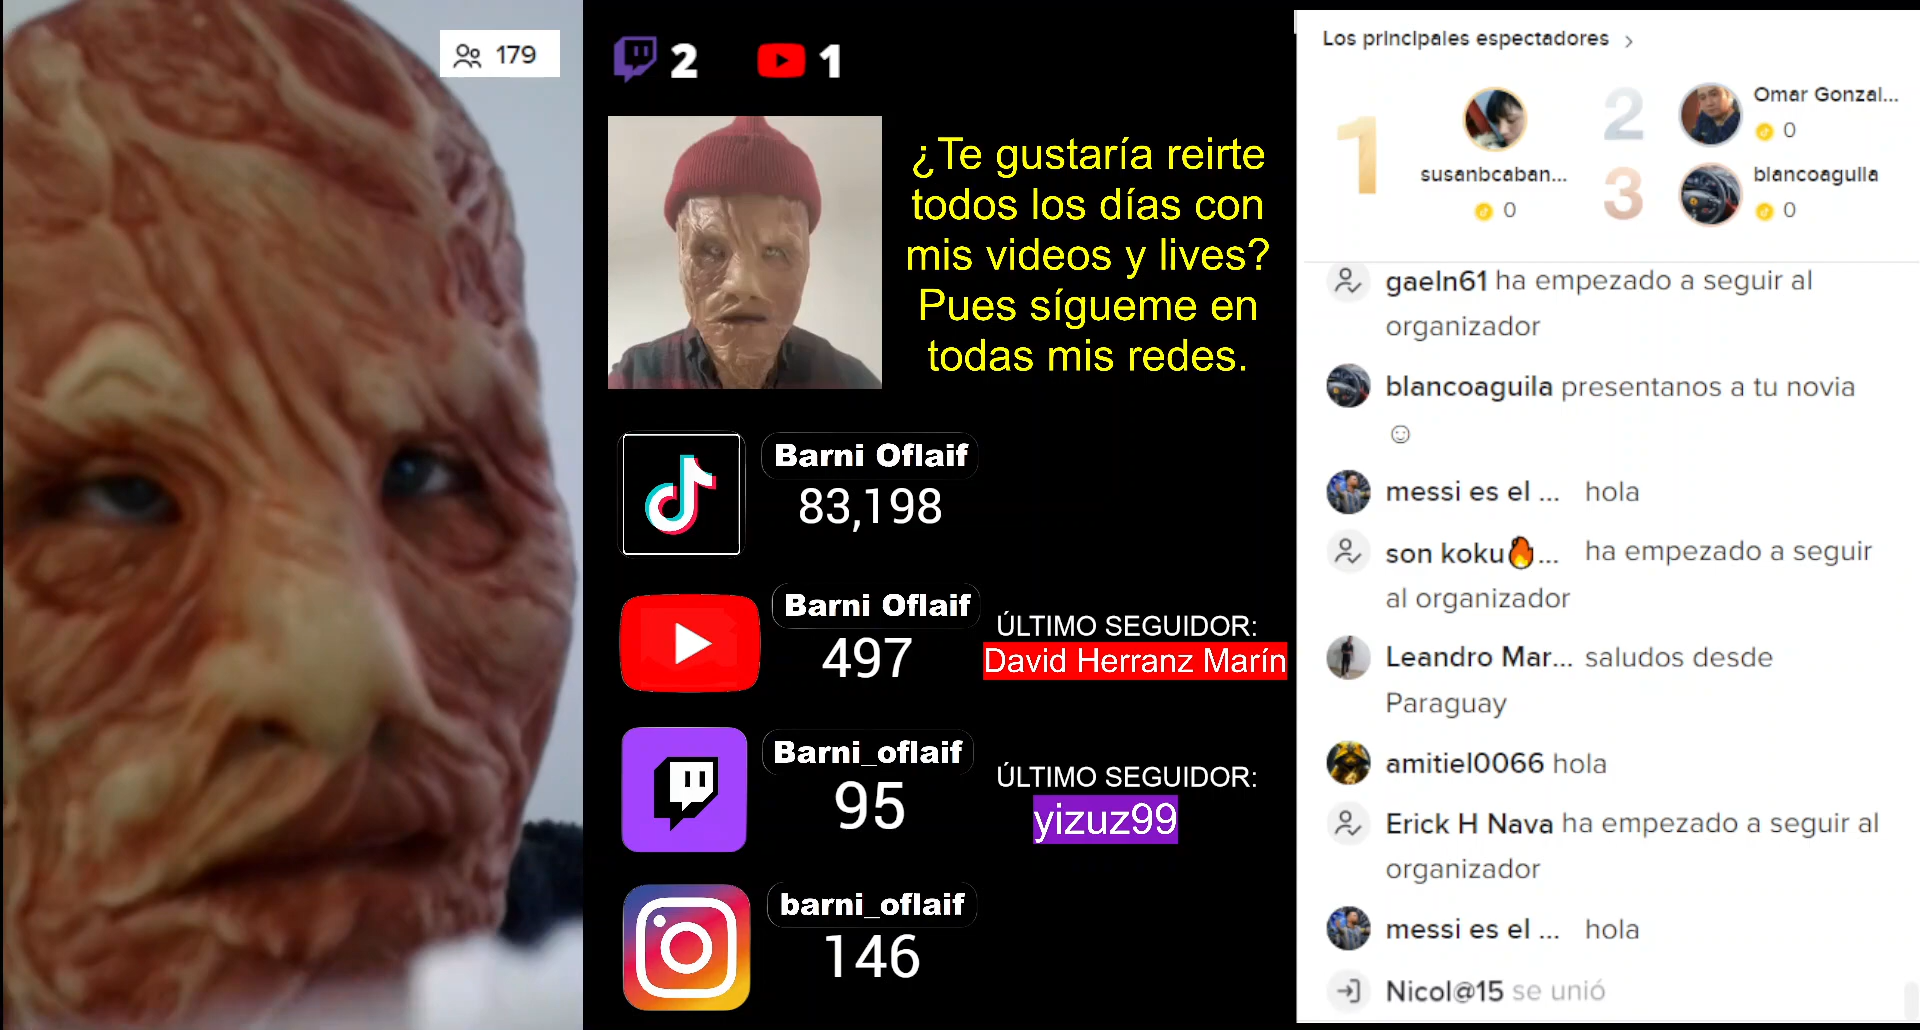 179
2
1
¿Te gustaría reirte
todos los días con
mis videos y lives?
Pues sígueme en
todas mis redes.
Barni Oflaif
83,198
Barni Oflaif
497
ÚLTIMO SEGUIDOR:
David Herranz Marín
Barni_oflaif
95
ÚLTIMO SEGUIDOR:
yizuz99
barni_oflaif
146
Los principales espectadores
1
susanbcaban...
0
2
Omar Gonzal...
0
3
blancoaguila
0
gaeln61 ha empezado a seguir al
organizador
blancoaguila presentanos a tu novia
☺
messi es el ... hola
son koku🔥... ha empezado a seguir
al organizador
Leandro Mar... saludos desde
Paraguay
amitiel0066 hola
Erick H Nava ha empezado a seguir al
organizador
messi es el ... hola
Nicol@15 se unió